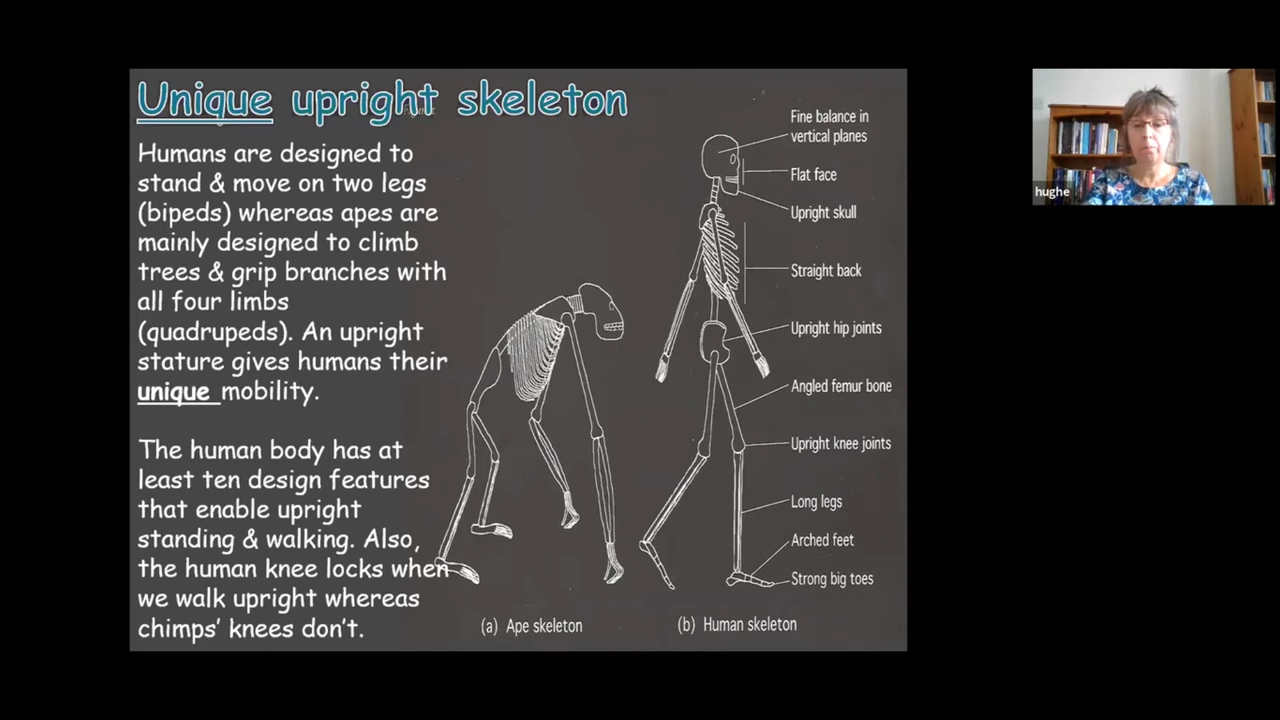 Unique upright skeleton
Humans are designed to
stand & move on two legs
(bipeds) whereas apes are
mainly designed to climb
trees & grip branches with
all four limbs
(quadrupeds). An upright
stature gives humans their
unique mobility.
The human body has at
least ten design features
that enable upright
standing & walking. Also,
the human knee locks when
we walk upright whereas
chimps' knees don't.
Fine balance in
vertical planes
Flat face
Upright skull
Straight back
Upright hip joints
Angled femur bone
Upright knee joints
Long legs
Arched feet
Strong big toes
(a) Ape skeleton
(b) Human skeleton
hughe